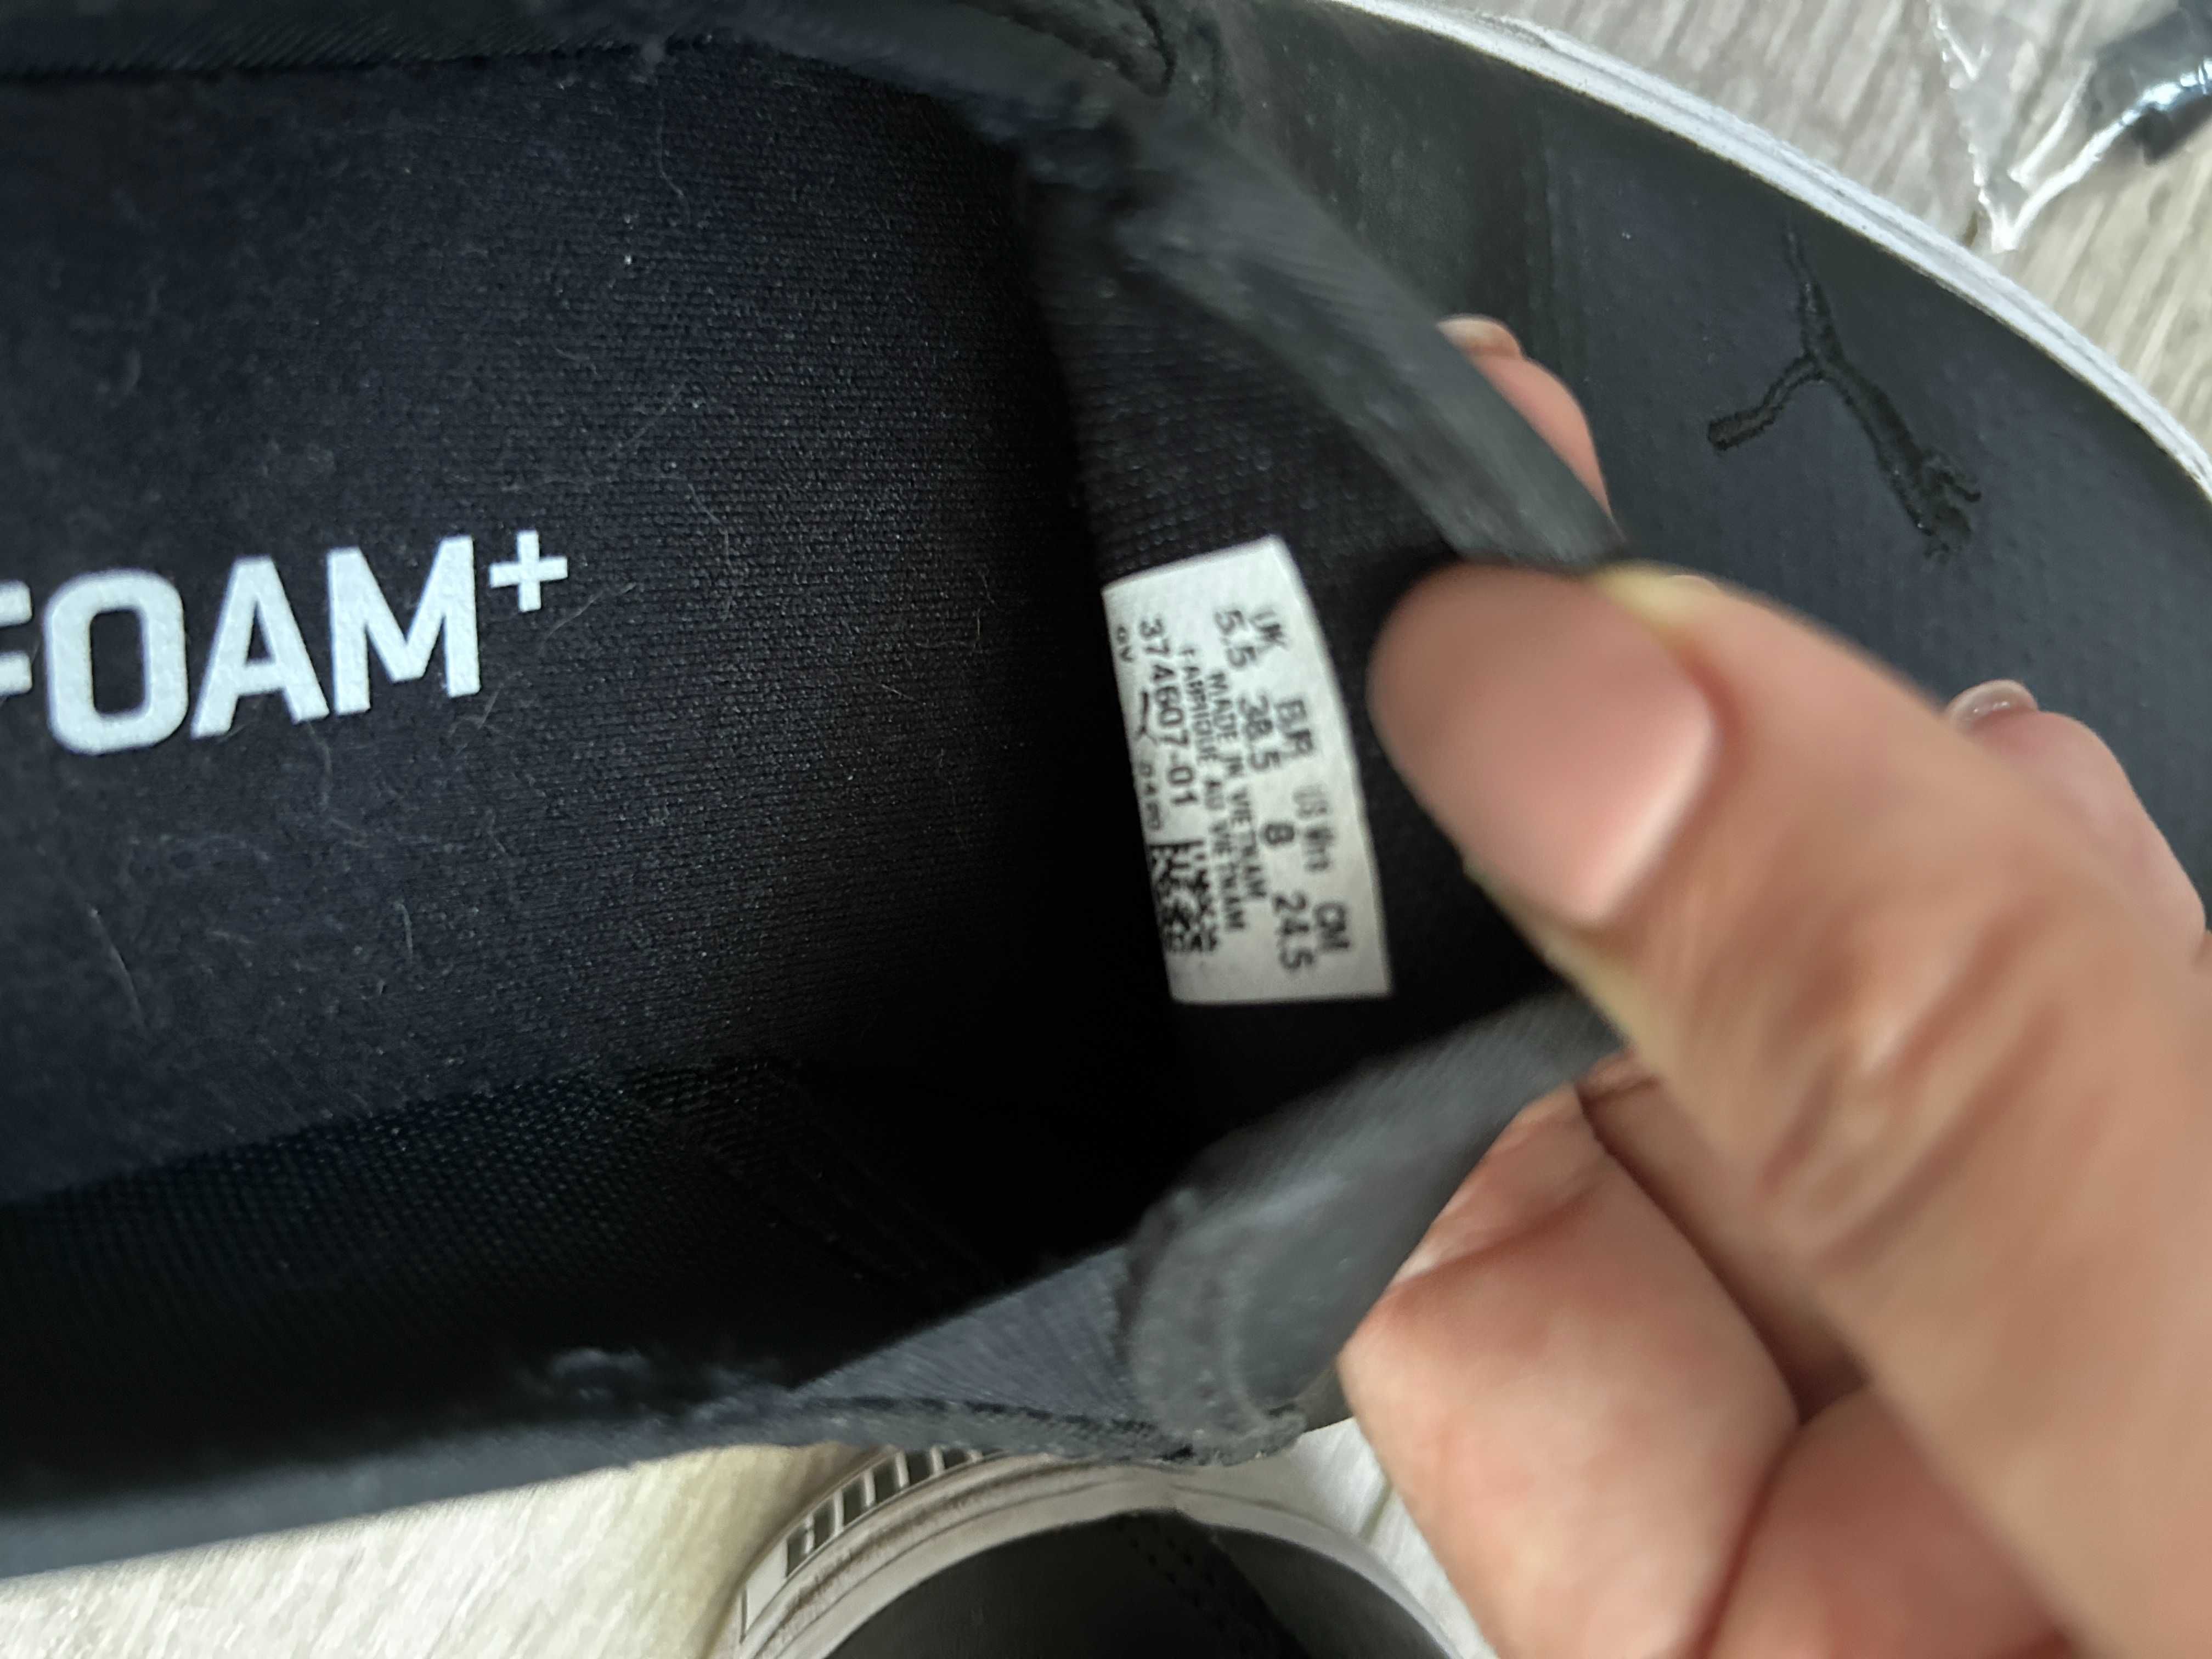 FOAM+
UK EUR US Wn CM
5.5 38.5 8 24.5
MADE IN VIETNAM
FABRIQUE AU VIETNAM
374607-01